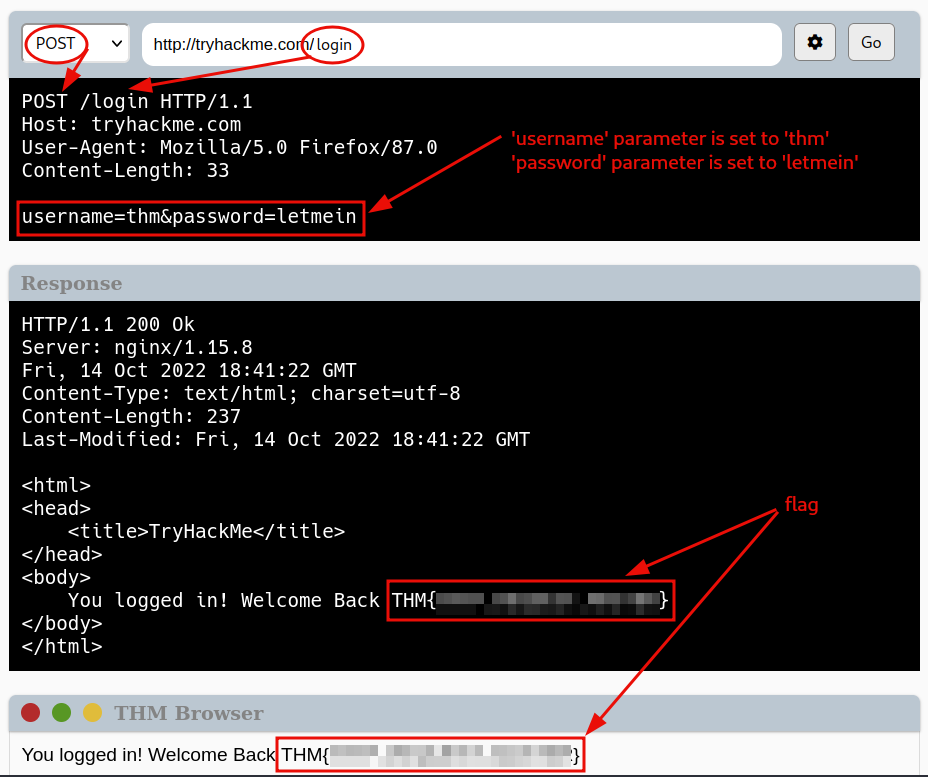 POST
http://tryhackme.com/login
Go
POST /login HTTP/1.1
Host: tryhackme.com
User-Agent: Mozilla/5.0 Firefox/87.0
Content-Length: 33
'username' parameter is set to 'thm'
'password' parameter is set to 'letmein'
username=thm&password=letmein
Response
HTTP/1.1 200 Ok
Server: nginx/1.15.8
Fri, 14 Oct 2022 18:41:22 GMT
Content-Type: text/html; charset=utf-8
Content-Length: 237
Last-Modified: Fri, 14 Oct 2022 18:41:22 GMT
<html>
<head>
    <title>TryHackMe</title>
</head>
<body>
    You logged in! Welcome Back THM{ }
</body>
</html>
flag
THM Browser
You logged in! Welcome Back THM{ }